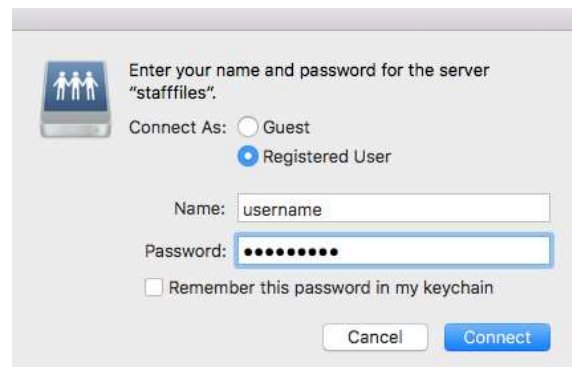 Enter your name and password for the server
“stafffiles”.
Connect As: Guest
Registered User
Name: username
Password: •••••••••
Remember this password in my keychain
Cancel Connect